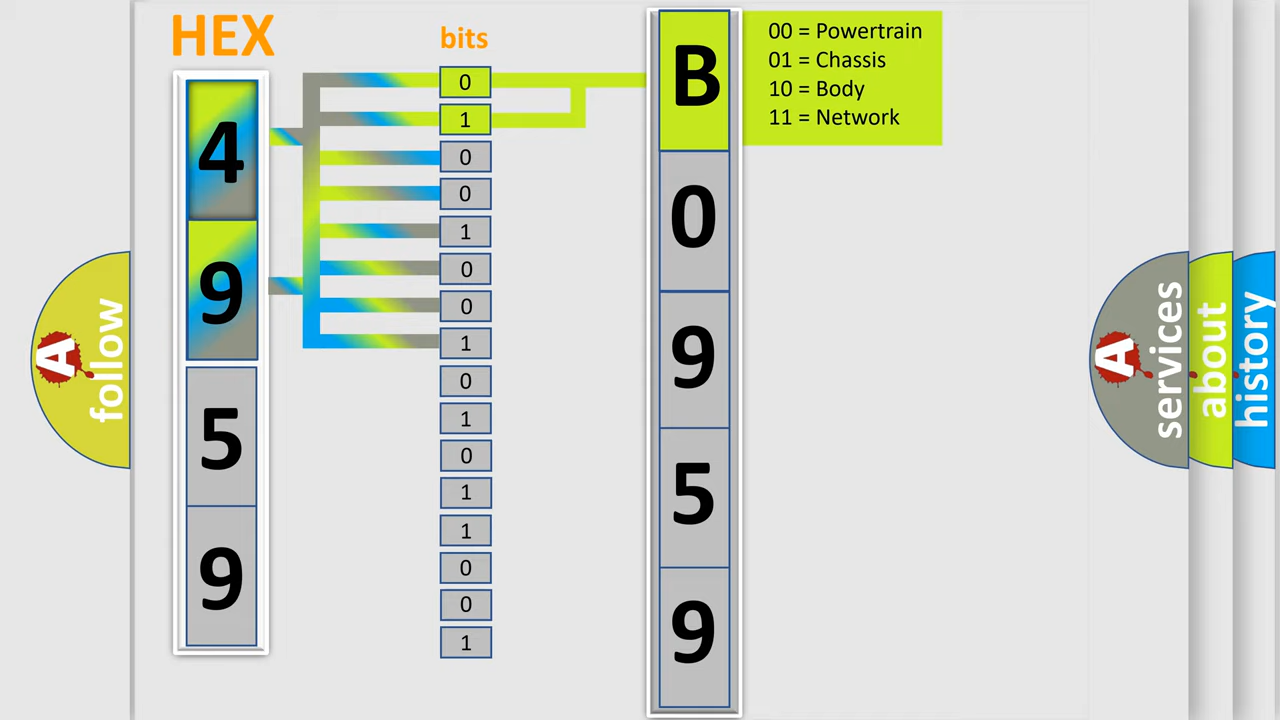 HEX
bits
4
9
5
9
0
1
0
0
1
0
0
1
0
1
0
1
1
0
0
1
B
0
9
5
9
00 = Powertrain
01 = Chassis
10 = Body
11 = Network
A
follow
A
services
about
history